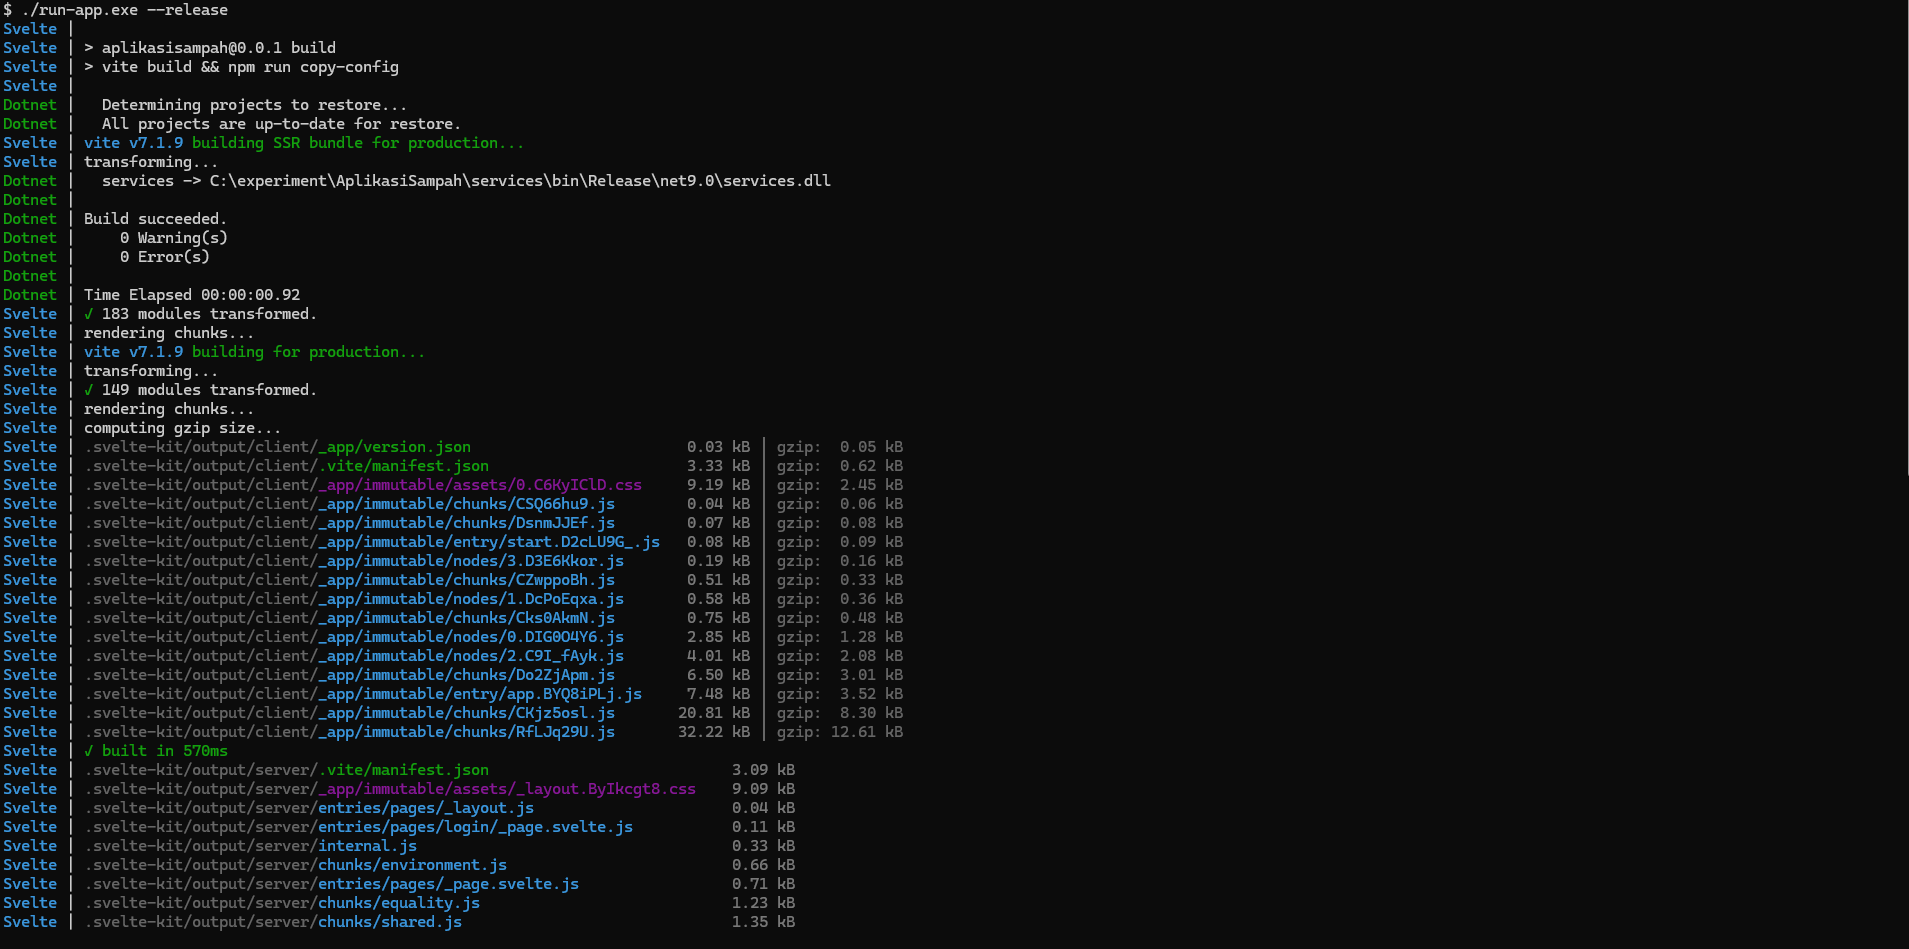 $ ./run-app.exe --release
Svelte |
Svelte | > aplikasisampah@0.0.1 build
Svelte | > vite build && npm run copy-config
Svelte |
Dotnet |   Determining projects to restore...
Dotnet |   All projects are up-to-date for restore.
Svelte | vite v7.1.9 building SSR bundle for production...
Svelte | transforming...
Dotnet |   services -> C:\experiment\AplikasiSampah\services\bin\Release\net9.0\services.dll
Dotnet |
Dotnet | Build succeeded.
Dotnet |     0 Warning(s)
Dotnet |     0 Error(s)
Dotnet |
Dotnet | Time Elapsed 00:00:00.92
Svelte | ✓ 183 modules transformed.
Svelte | rendering chunks...
Svelte | vite v7.1.9 building for production...
Svelte | transforming...
Svelte | ✓ 149 modules transformed.
Svelte | rendering chunks...
Svelte | computing gzip size...
Svelte | .svelte-kit/output/client/_app/version.json                        0.03 kB │ gzip:  0.05 kB
Svelte | .svelte-kit/output/client/.vite/manifest.json                      3.33 kB │ gzip:  0.62 kB
Svelte | .svelte-kit/output/client/_app/immutable/assets/0.C6KyIClD.css     9.19 kB │ gzip:  2.45 kB
Svelte | .svelte-kit/output/client/_app/immutable/chunks/CSQ66hu9.js        0.04 kB │ gzip:  0.06 kB
Svelte | .svelte-kit/output/client/_app/immutable/chunks/DsnmJJEf.js        0.07 kB │ gzip:  0.08 kB
Svelte | .svelte-kit/output/client/_app/immutable/entry/start.D2cLU9G_.js   0.08 kB │ gzip:  0.09 kB
Svelte | .svelte-kit/output/client/_app/immutable/nodes/3.D3E6Kkor.js       0.19 kB │ gzip:  0.16 kB
Svelte | .svelte-kit/output/client/_app/immutable/chunks/CZwppoBh.js        0.51 kB │ gzip:  0.33 kB
Svelte | .svelte-kit/output/client/_app/immutable/nodes/1.DcPoEqxa.js       0.58 kB │ gzip:  0.36 kB
Svelte | .svelte-kit/output/client/_app/immutable/chunks/Cks0AkmN.js        0.75 kB │ gzip:  0.48 kB
Svelte | .svelte-kit/output/client/_app/immutable/nodes/0.DIG0O4Y6.js       2.85 kB │ gzip:  1.28 kB
Svelte | .svelte-kit/output/client/_app/immutable/nodes/2.C9I_fAyk.js       4.01 kB │ gzip:  2.08 kB
Svelte | .svelte-kit/output/client/_app/immutable/chunks/Do2ZjApm.js        6.50 kB │ gzip:  3.01 kB
Svelte | .svelte-kit/output/client/_app/immutable/entry/app.BYQ8iPLj.js     7.48 kB │ gzip:  3.52 kB
Svelte | .svelte-kit/output/client/_app/immutable/chunks/CKjz5osl.js       20.81 kB │ gzip:  8.30 kB
Svelte | .svelte-kit/output/client/_app/immutable/chunks/RfLJq29U.js       32.22 kB │ gzip: 12.61 kB
Svelte | ✓ built in 570ms
Svelte | .svelte-kit/output/server/.vite/manifest.json                           3.09 kB
Svelte | .svelte-kit/output/server/_app/immutable/assets/_layout.ByIkcgt8.css    9.09 kB
Svelte | .svelte-kit/output/server/entries/pages/_layout.js                      0.04 kB
Svelte | .svelte-kit/output/server/entries/pages/login/_page.svelte.js           0.11 kB
Svelte | .svelte-kit/output/server/internal.js                                   0.33 kB
Svelte | .svelte-kit/output/server/chunks/environment.js                         0.66 kB
Svelte | .svelte-kit/output/server/entries/pages/_page.svelte.js                 0.71 kB
Svelte | .svelte-kit/output/server/chunks/equality.js                            1.23 kB
Svelte | .svelte-kit/output/server/chunks/shared.js                              1.35 kB